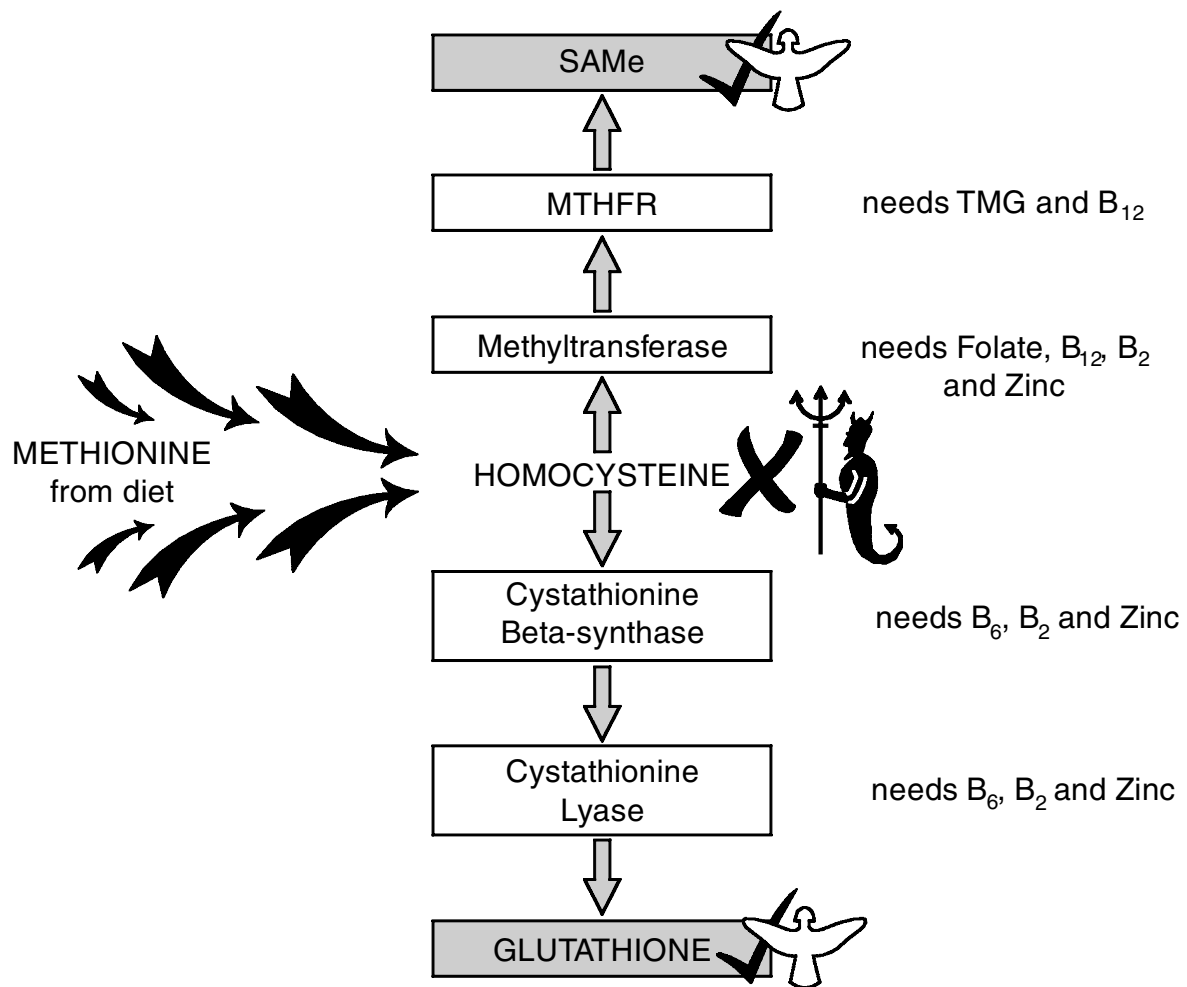 SAMe
MTHFR
needs TMG and B₁₂
Methyltransferase
needs Folate, B₁₂, B₂
and Zinc
METHIONINE
from diet
HOMOCYSTEINE
Cystathionine
Beta-synthase
needs B₆, B₂ and Zinc
Cystathionine
Lyase
needs B₆, B₂ and Zinc
GLUTATHIONE